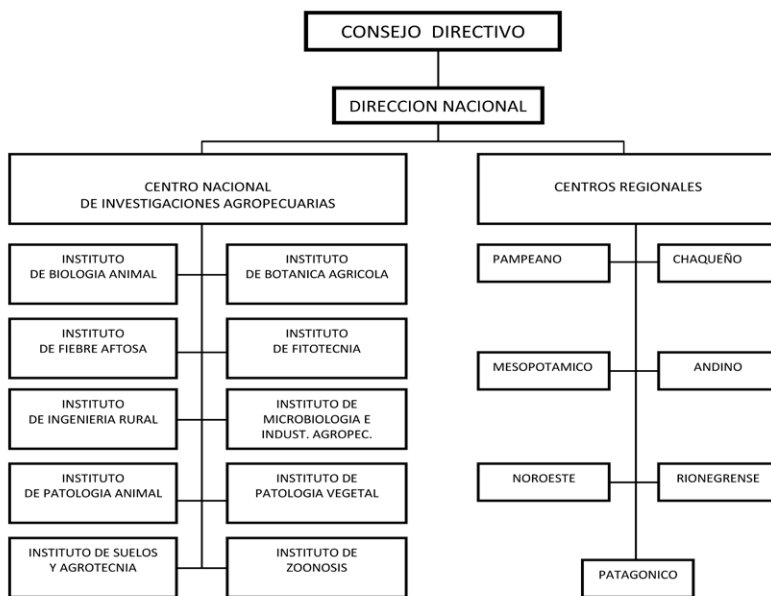 CONSEJO DIRECTIVO
DIRECCION NACIONAL
CENTRO NACIONAL
DE INVESTIGACIONES AGROPECUARIAS
INSTITUTO
DE BIOLOGIA ANIMAL
INSTITUTO
DE BOTANICA AGRICOLA
INSTITUTO
DE FIEBRE AFTOSA
INSTITUTO
DE FITOTECNIA
INSTITUTO
DE INGENIERIA RURAL
INSTITUTO DE
MICROBIOLOGIA E
INDUST. AGROPEC.
INSTITUTO
DE PATOLOGIA ANIMAL
INSTITUTO DE
PATOLOGIA VEGETAL
INSTITUTO DE SUELOS
Y AGROTECNIA
INSTITUTO DE
ZOONOSIS
CENTROS REGIONALES
PAMPEANO
CHAQUEÑO
MESOPOTAMICO
ANDINO
NOROESTE
RIONEGRENSE
PATAGONICO